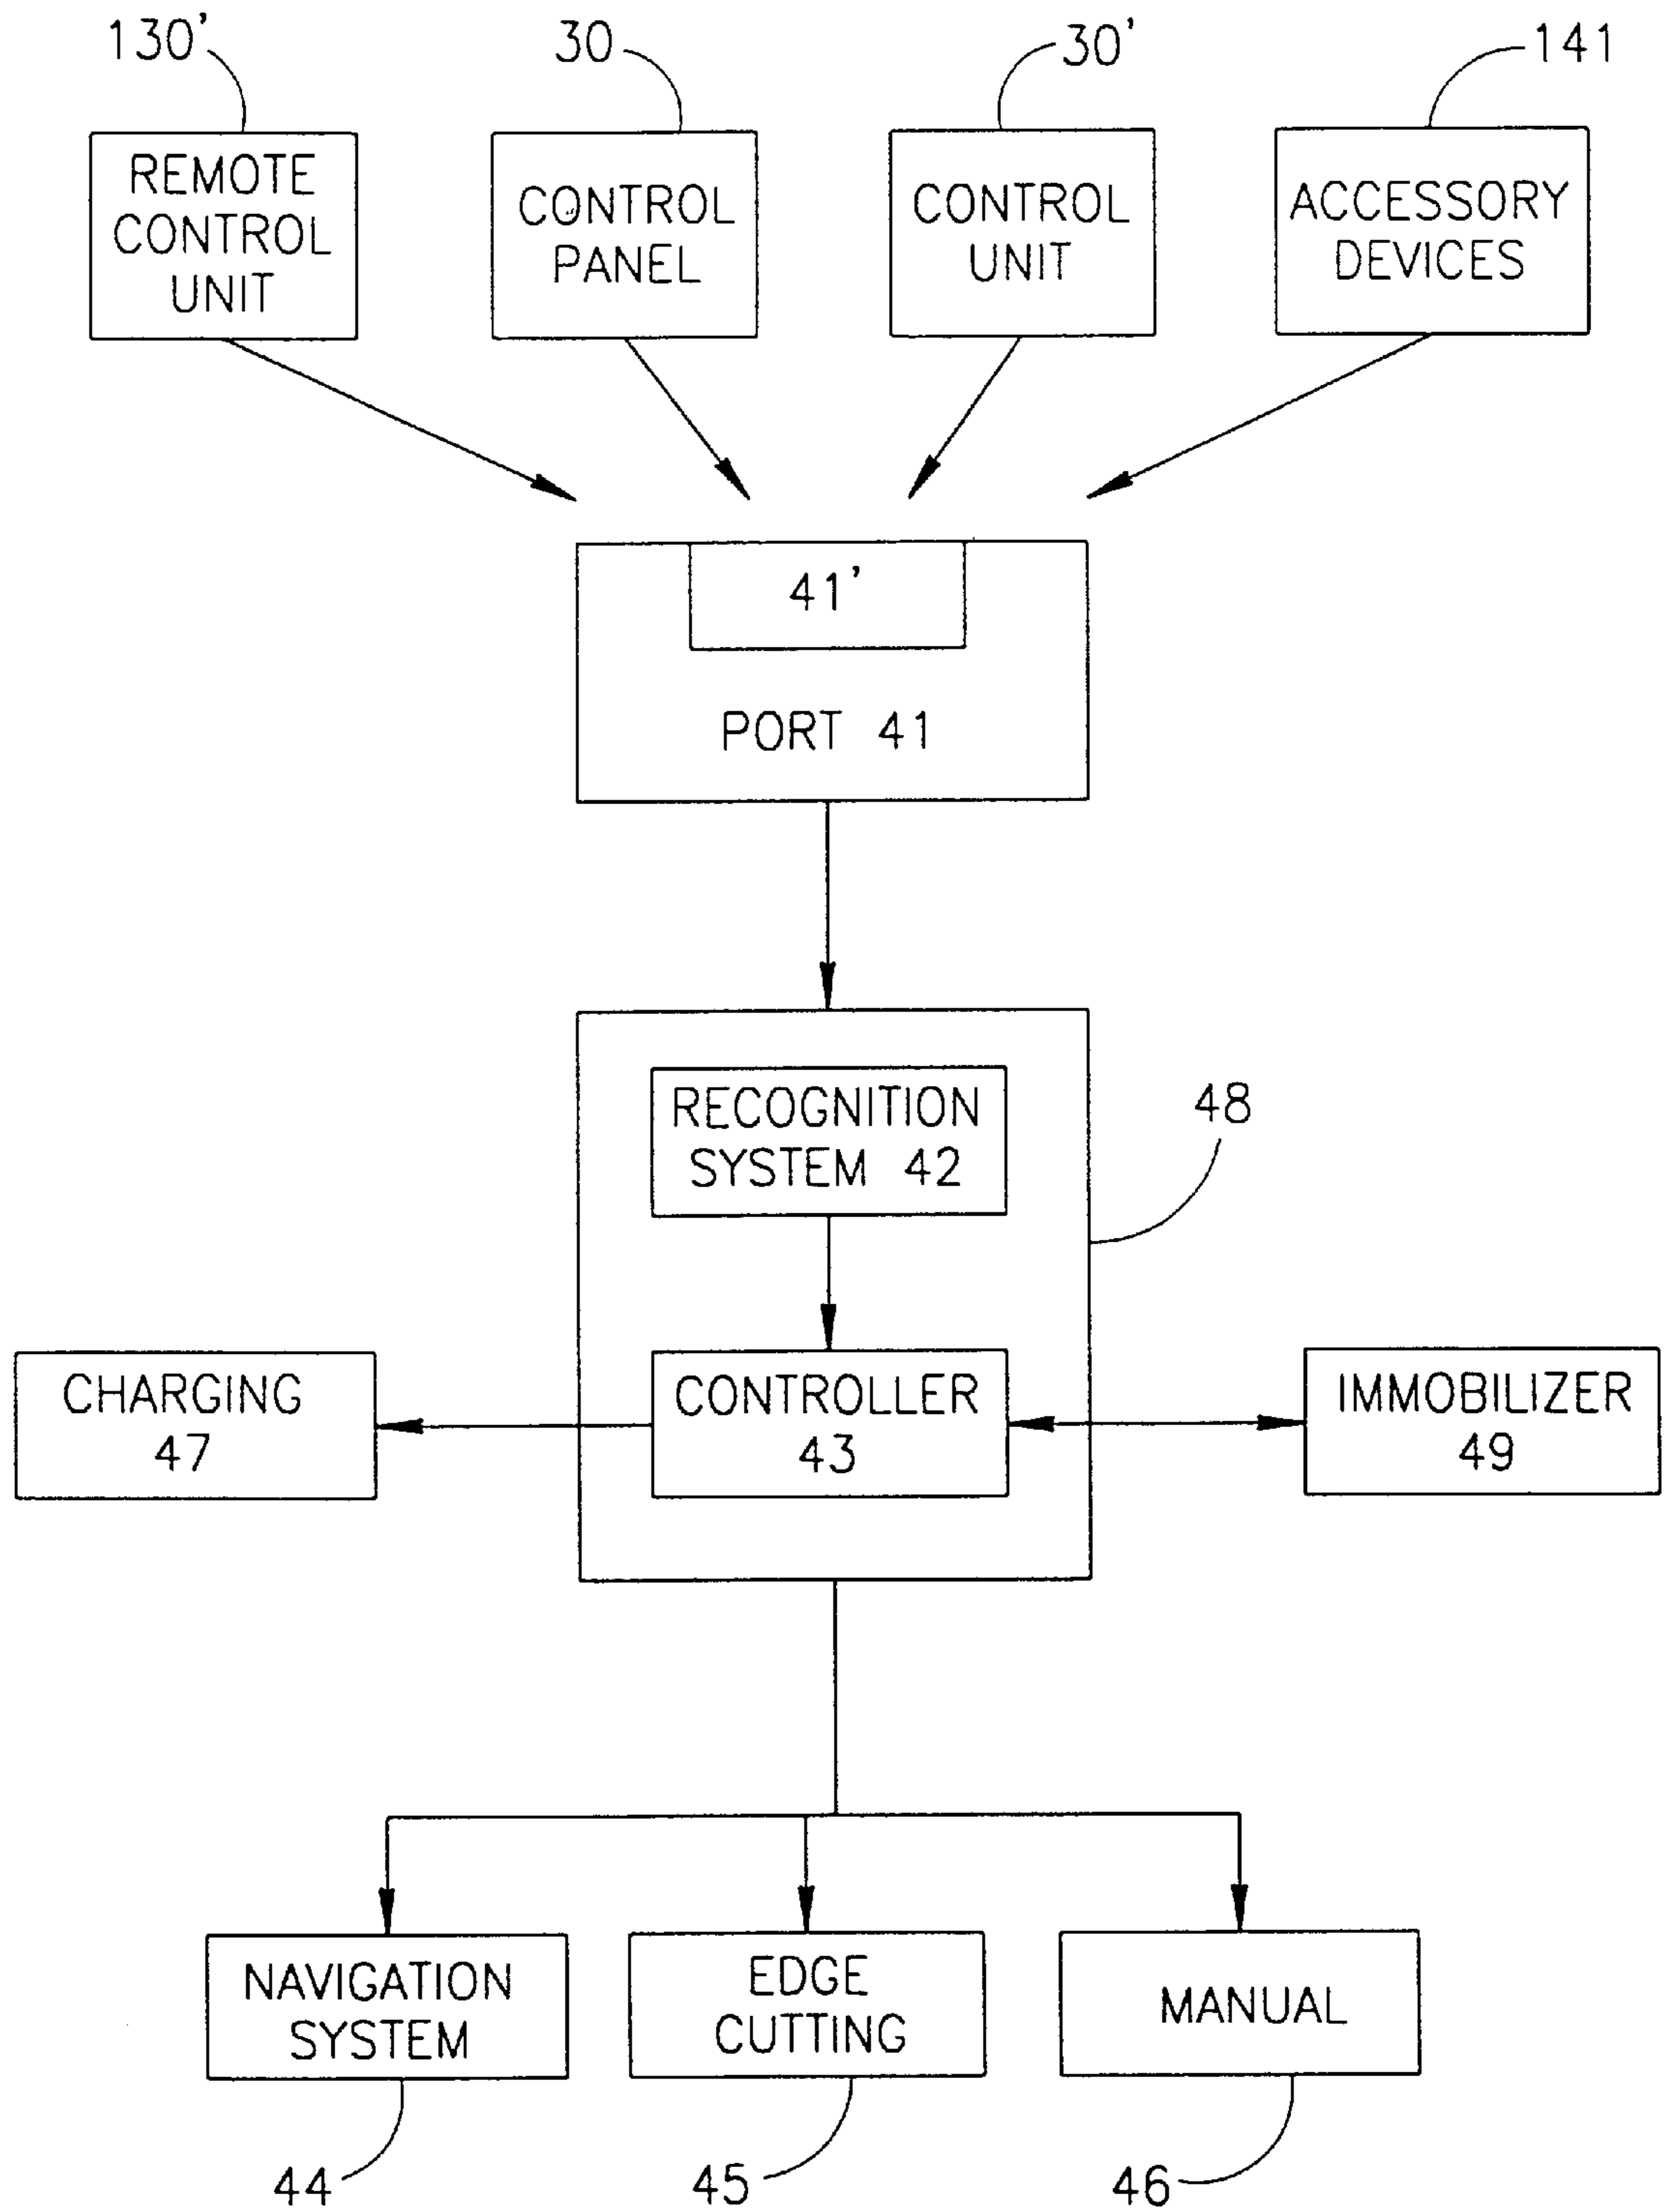 130’
30
30’
141
REMOTE
CONTROL
UNIT
CONTROL
PANEL
CONTROL
UNIT
ACCESSORY
DEVICES
41’
PORT 41
RECOGNITION
SYSTEM 42
48
CHARGING
47
CONTROLLER
43
IMMOBILIZER
49
NAVIGATION
SYSTEM
EDGE
CUTTING
MANUAL
44
45
46